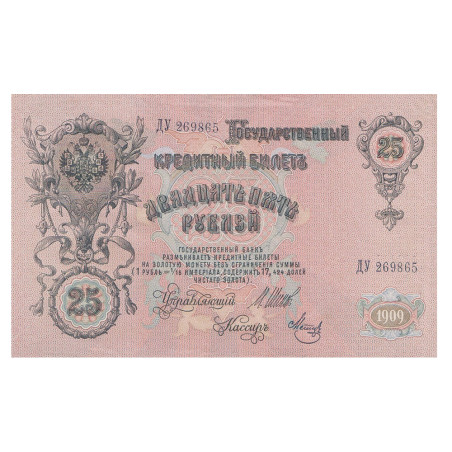 ДУ 269865 Государственный
Кредитный Билетъ
Двадцать пять
рублей
ГОСУДАРСТВЕННЫЙ БАНКЪ
РАЗМѢНИВАЕТЪ КРЕДИТНЫЕ БИЛЕТЫ
НА ЗОЛОТУЮ МОНЕТУ БЕЗЪ ОГРАНИЧЕНІЯ СУММЫ
(1 РУБЛЬ = 1/15 ИМПЕРІАЛА, СОДЕРЖИТЪ 17,424 ДОЛЕЙ
ЧИСТАГО ЗОЛОТА).
Управляющій
Кассиръ
25
25
ДУ 269865
1909